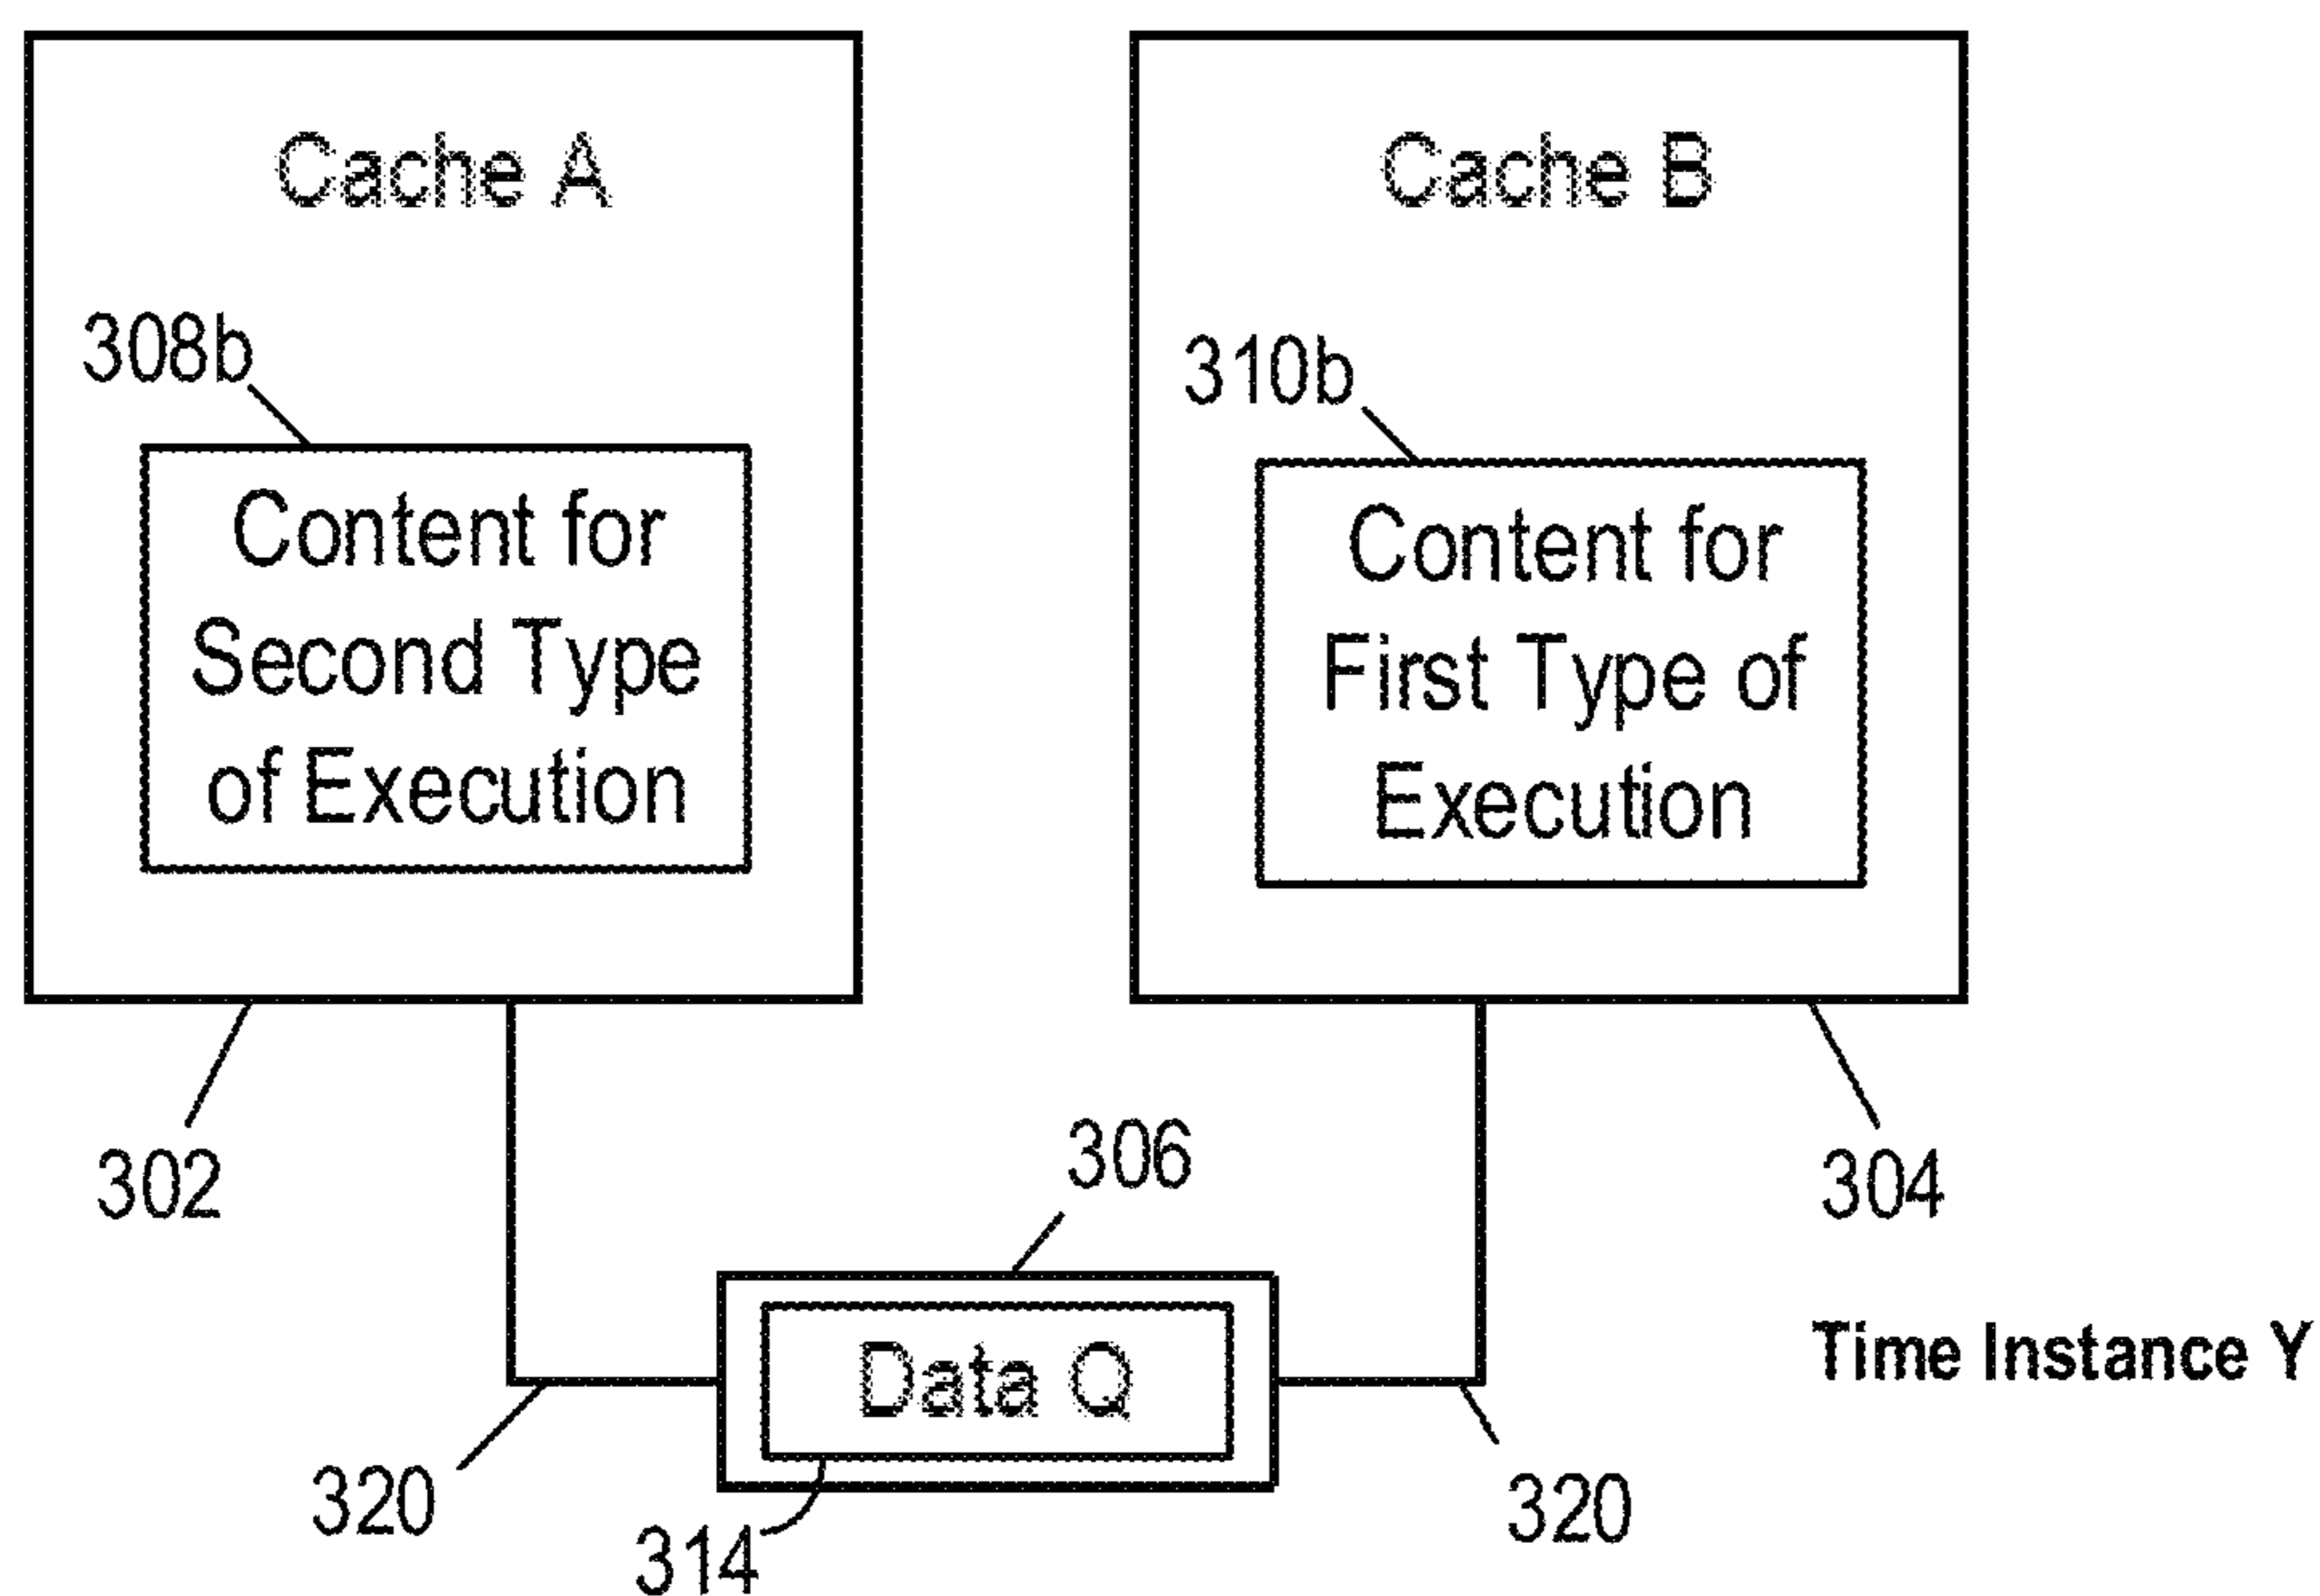 Cache A
Cache B
308b
310b
Content for
Second Type
of Execution
Content for
First Type of
Execution
302
306
304
Data Q
Time Instance Y
320
314
320